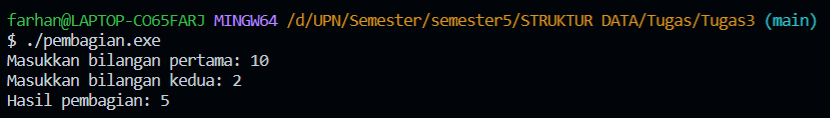 farhan@LAPTOP-CO65FARJ MINGW64 /d/UPN/Semester/semester5/STRUKTUR DATA/Tugas/Tugas3 (main)
$ ./pembagian.exe
Masukkan bilangan pertama: 10
Masukkan bilangan kedua: 2
Hasil pembagian: 5